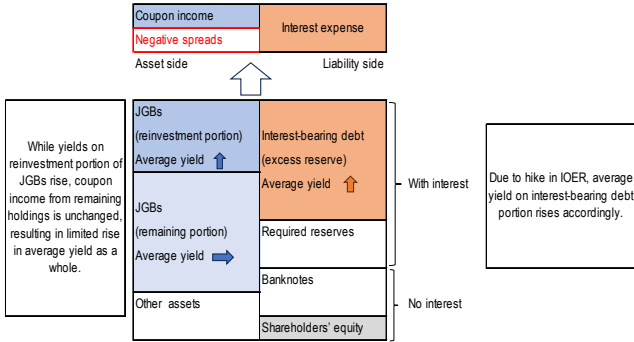 Coupon income
Negative spreads
Interest expense
Asset side
Liability side
While yields on
reinvestment portion of
JGBs rise, coupon
income from remaining
holdings is unchanged,
resulting in limited rise
in average yield as a
whole.
JGBs
(reinvestment portion)
Average yield
JGBs
(remaining portion)
Average yield
Other assets
Interest-bearing debt
(excess reserve)
Average yield
Required reserves
Banknotes
Shareholders' equity
With interest
No interest
Due to hike in IOER, average
yield on interest-bearing debt
portion rises accordingly.